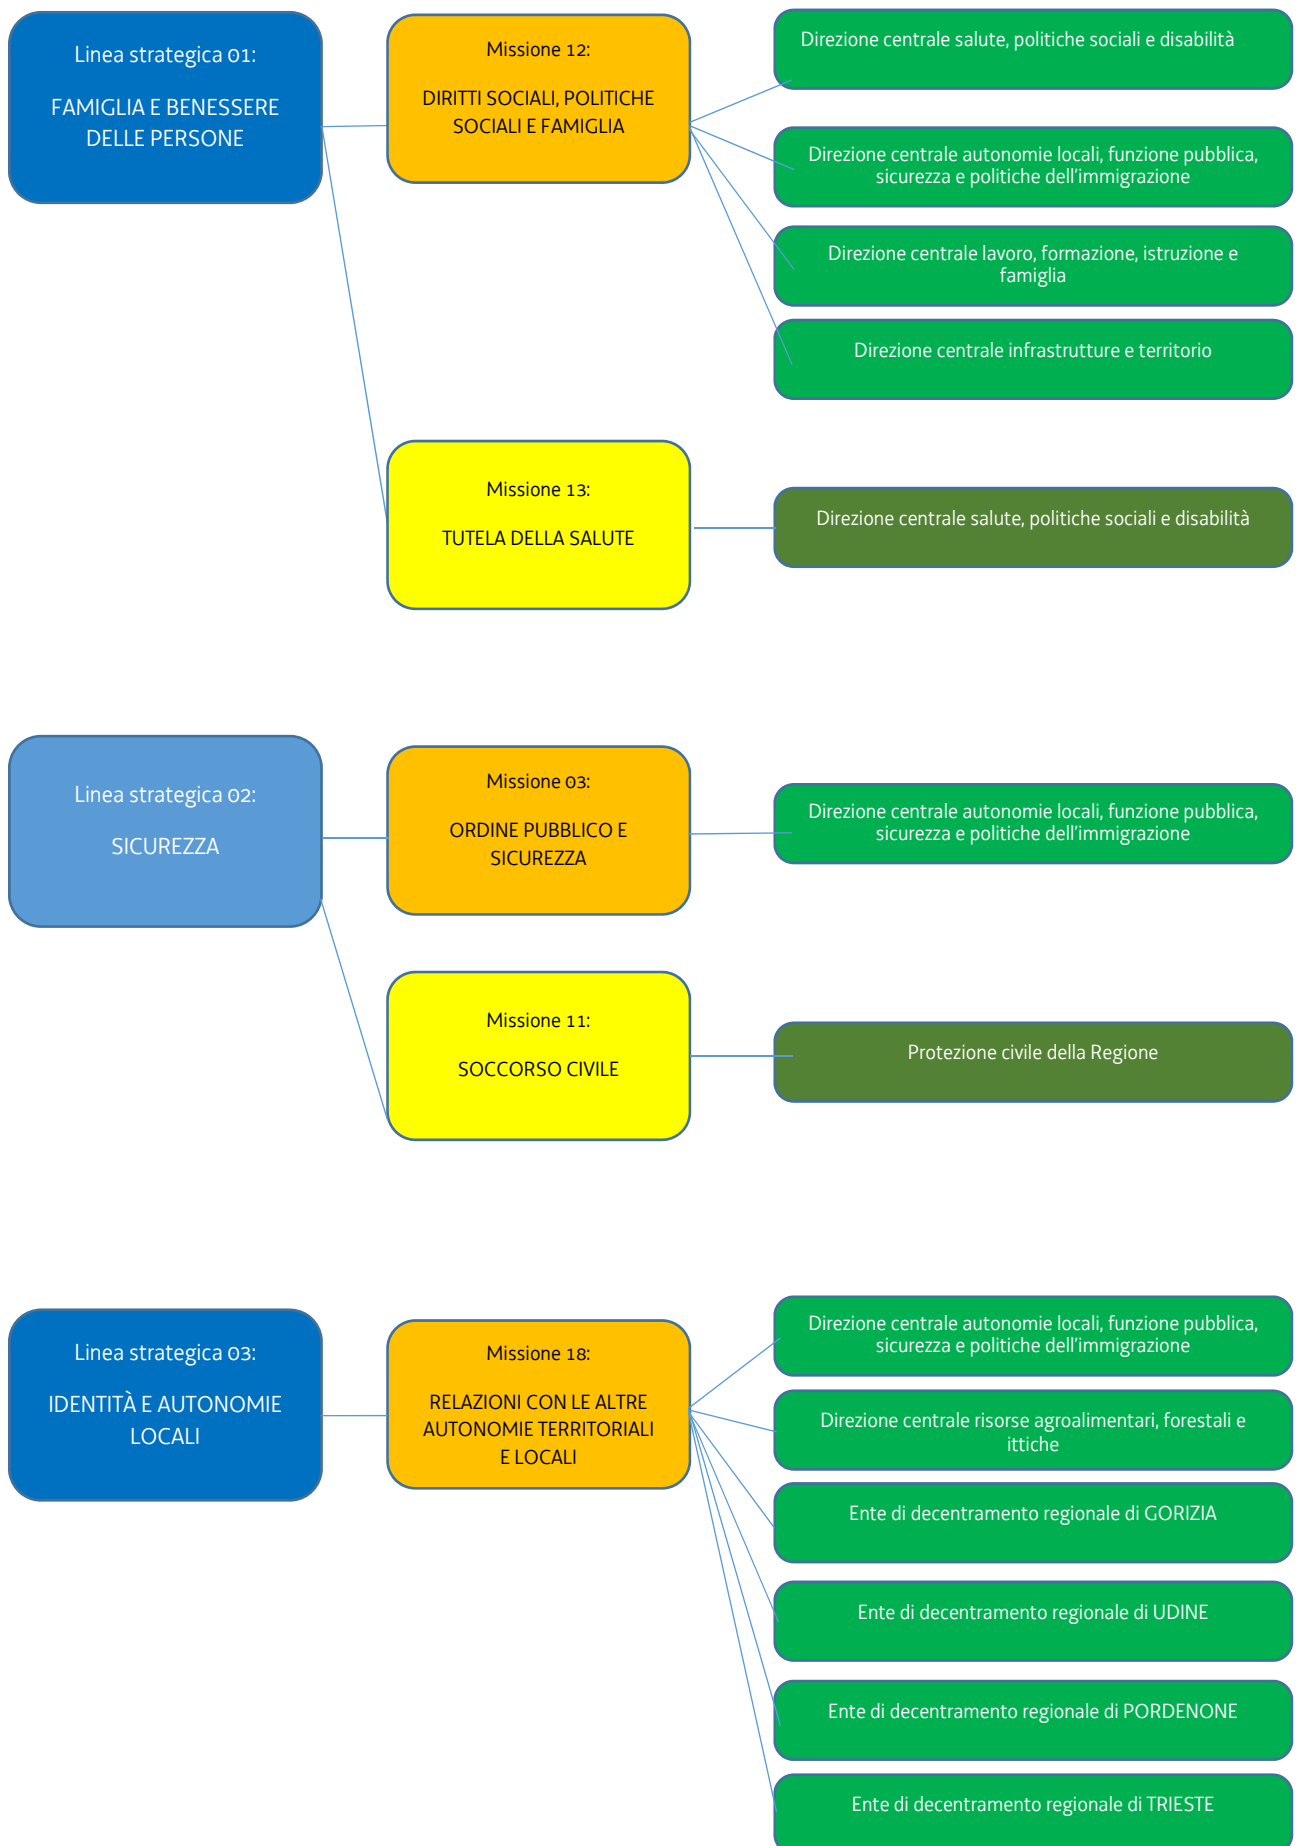 Linea strategica 01:
FAMIGLIA E BENESSERE
DELLE PERSONE
Missione 12:
DIRITTI SOCIALI, POLITICHE
SOCIALI E FAMIGLIA
Direzione centrale salute, politiche sociali e disabilità
Direzione centrale autonomie locali, funzione pubblica,
sicurezza e politiche dell'immigrazione
Direzione centrale lavoro, formazione, istruzione e
famiglia
Direzione centrale infrastrutture e territorio
Missione 13:
TUTELA DELLA SALUTE
Direzione centrale salute, politiche sociali e disabilità
Linea strategica 02:
SICUREZZA
Missione 03:
ORDINE PUBBLICO E
SICUREZZA
Direzione centrale autonomie locali, funzione pubblica,
sicurezza e politiche dell'immigrazione
Missione 11:
SOCCORSO CIVILE
Protezione civile della Regione
Linea strategica 03:
IDENTITÀ E AUTONOMIE
LOCALI
Missione 18:
RELAZIONI CON LE ALTRE
AUTONOMIE TERRITORIALI
E LOCALI
Direzione centrale autonomie locali, funzione pubblica,
sicurezza e politiche dell'immigrazione
Direzione centrale risorse agroalimentari, forestali e
ittiche
Ente di decentramento regionale di GORIZIA
Ente di decentramento regionale di UDINE
Ente di decentramento regionale di PORDENONE
Ente di decentramento regionale di TRIESTE